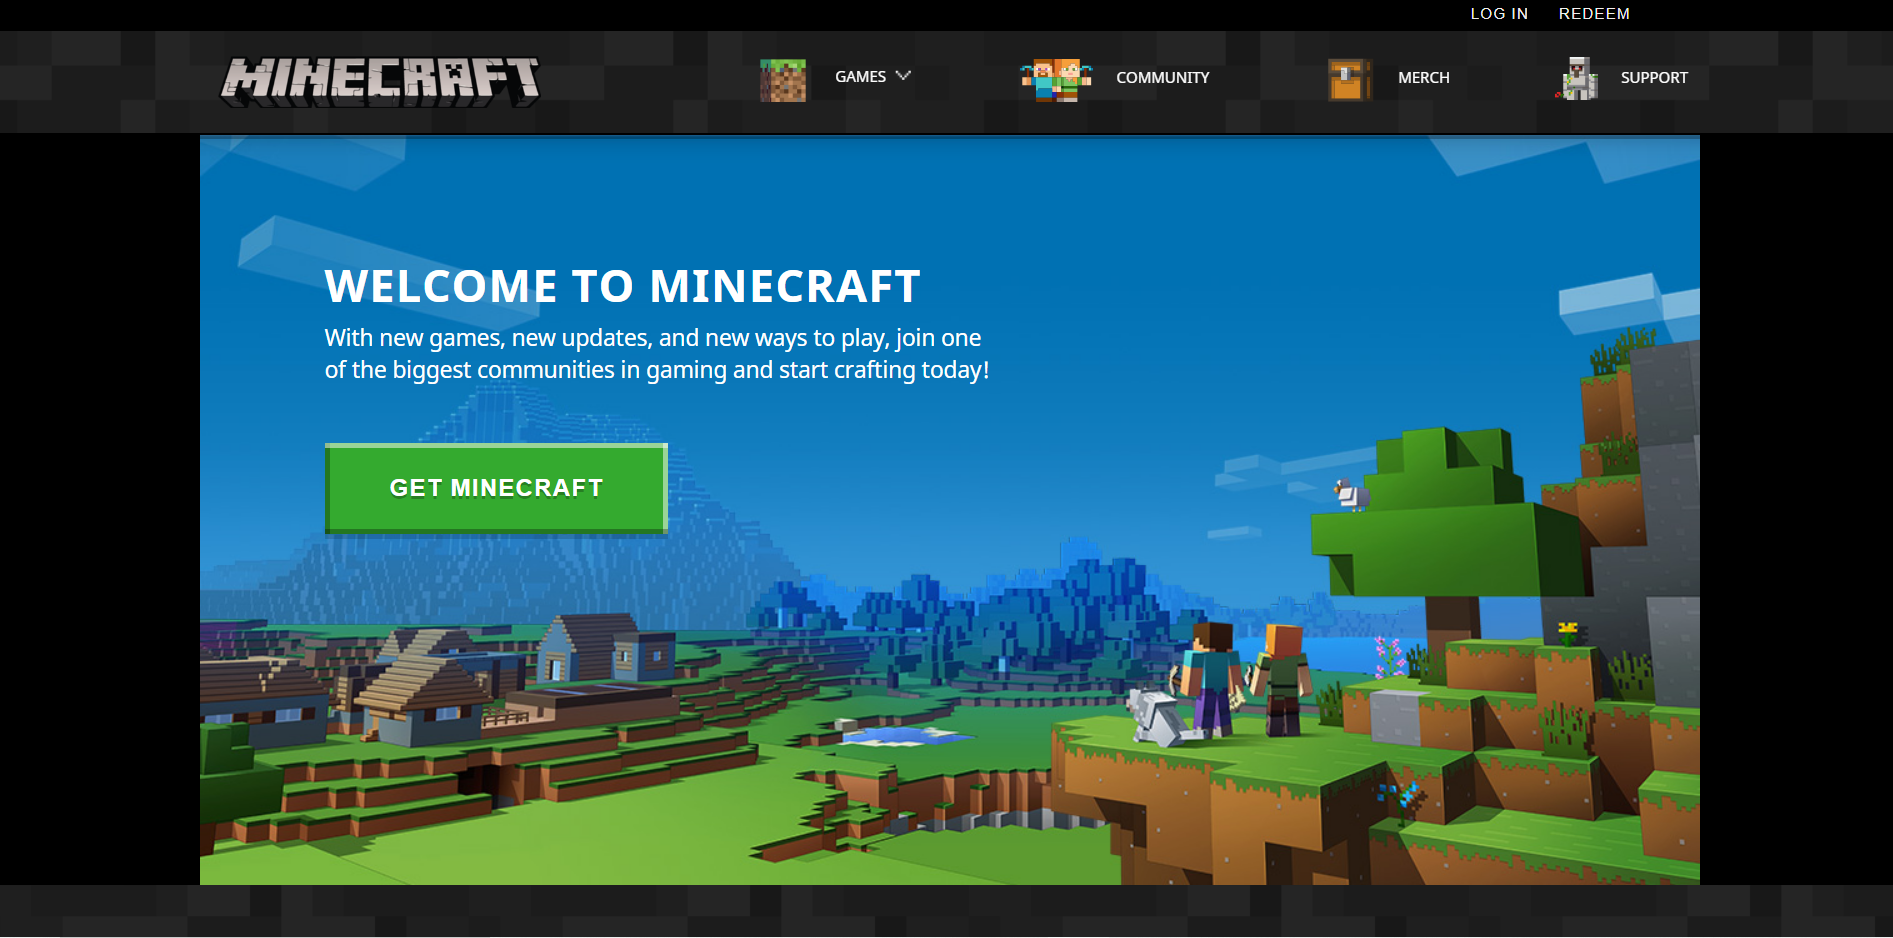 LOG IN
REDEEM
MINECRAFT
GAMES
COMMUNITY
MERCH
SUPPORT
WELCOME TO MINECRAFT
With new games, new updates, and new ways to play, join one
of the biggest communities in gaming and start crafting today!
GET MINECRAFT